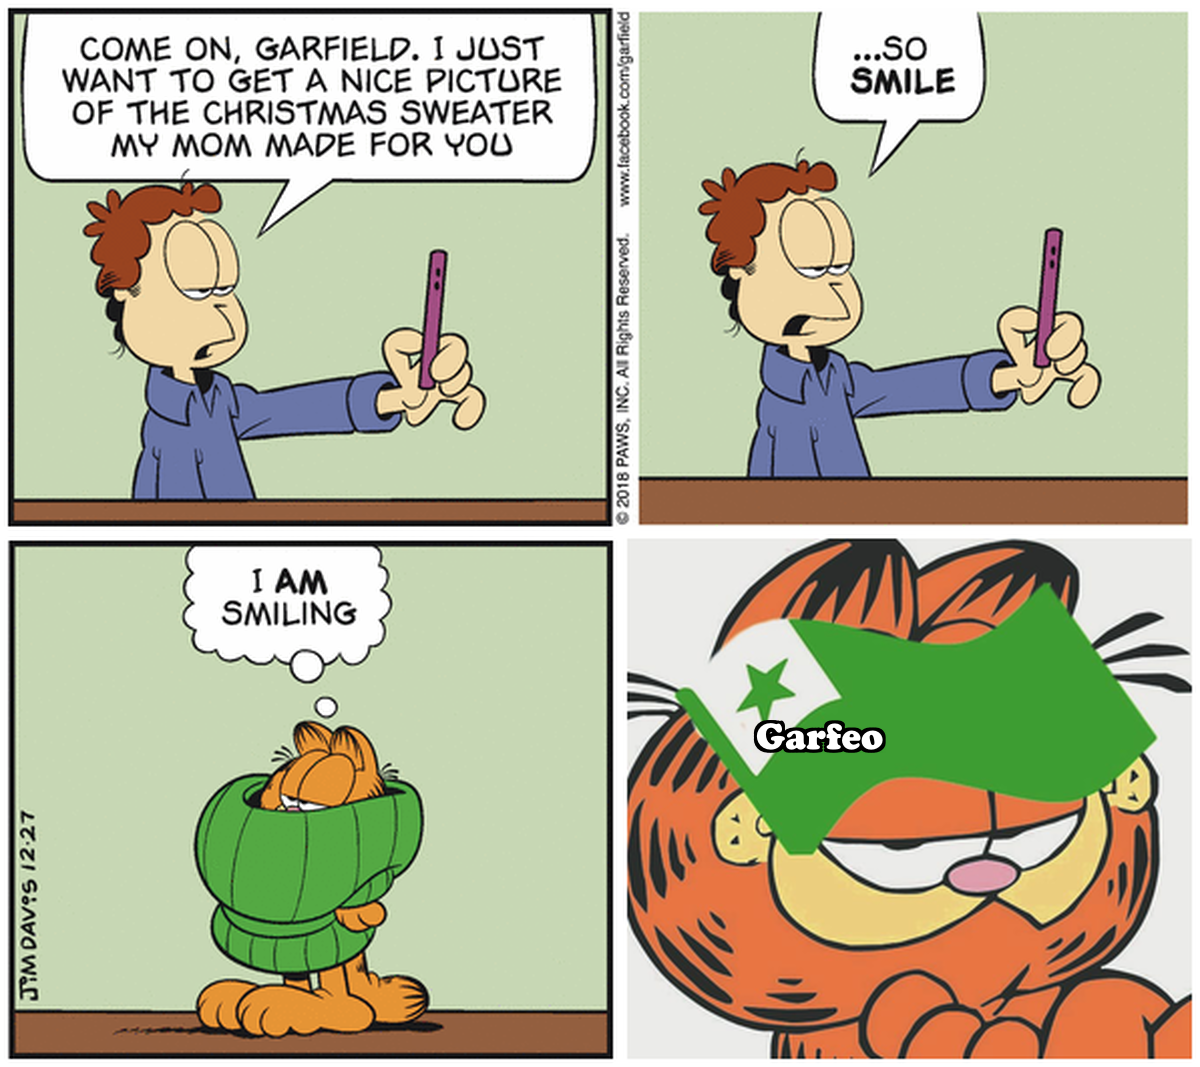 COME ON, GARFIELD. I JUST
WANT TO GET A NICE PICTURE
OF THE CHRISTMAS SWEATER
MY MOM MADE FOR YOU
© 2018 PAWS, INC. All Rights Reserved. www.facebook.com/garfield
...SO
SMILE
I AM
SMILING
JIM DAVIS 12.27
Garfeo